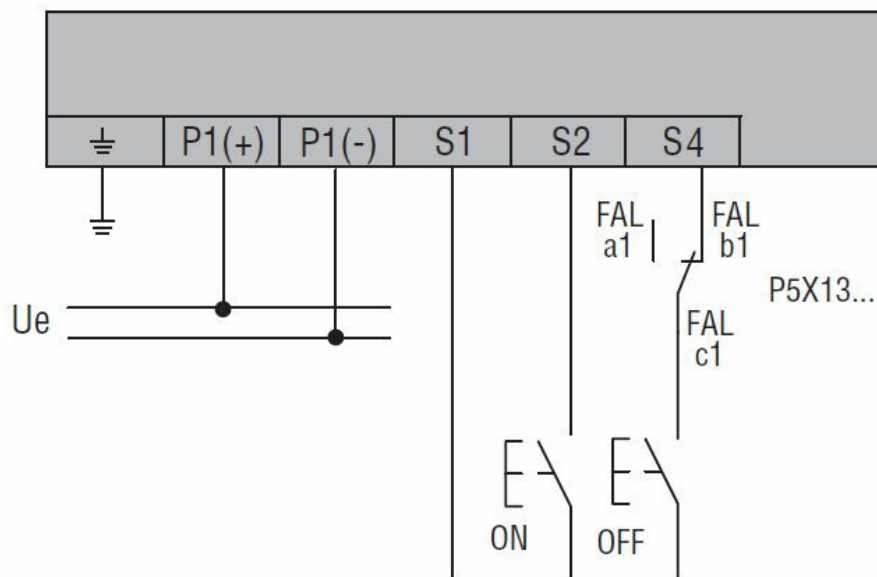 P1(+) P1(-) S1 S2 S4
FAL
a1
FAL
b1
P5X13...
Ue
FAL
c1
ON
OFF